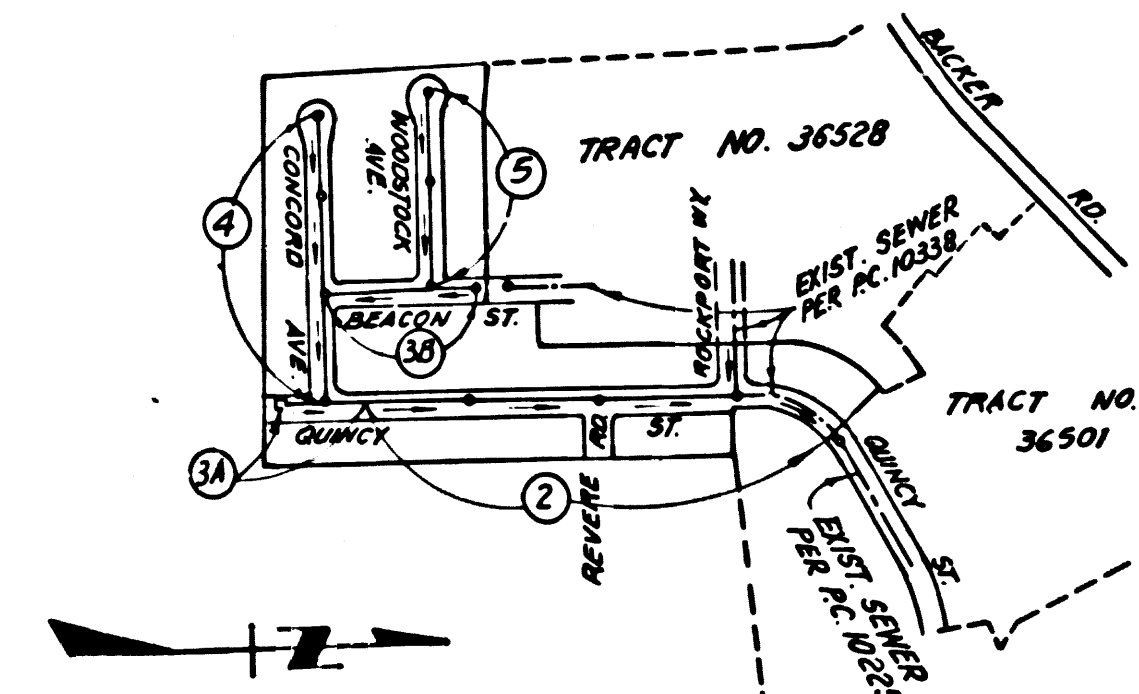 BACKER
RD.
TRACT NO. 36528
WOODSTOCK
AVE.
5
CONCORD
AVE.
4
ROCKPORT WY.
EXIST. SEWER
PER P.C. 10338
BEACON ST.
3B
TRACT NO.
36501
QUINCY ST.
RD.
REVERE
QUINCY
ST.
3A
2
EXIST. SEWER
PER P.C. 1022
N